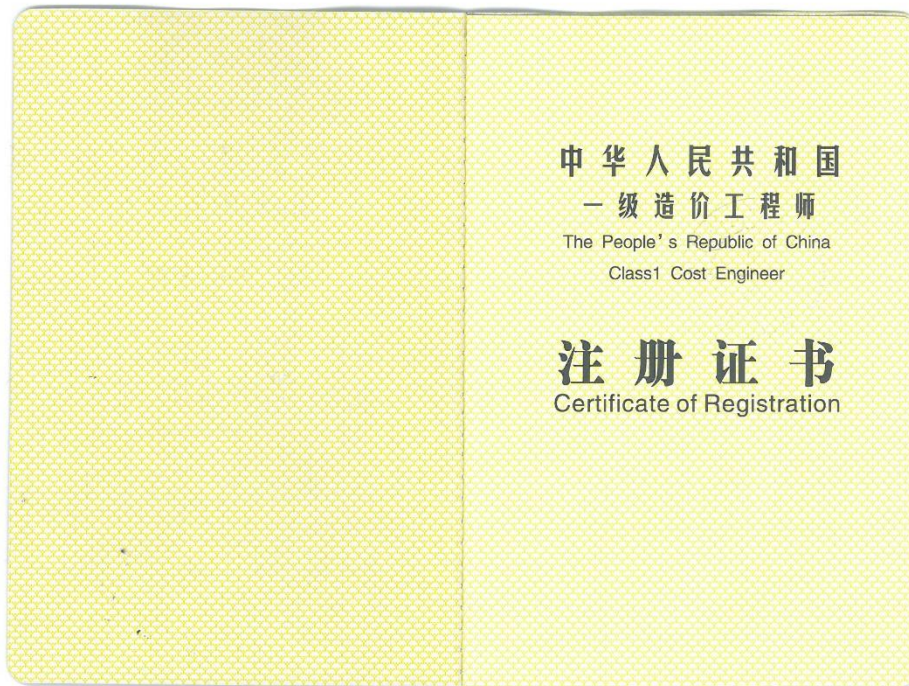 中华人民共和国
一级造价工程师
The People's Republic of China
Class1 Cost Engineer
注册证书
Certificate of Registration